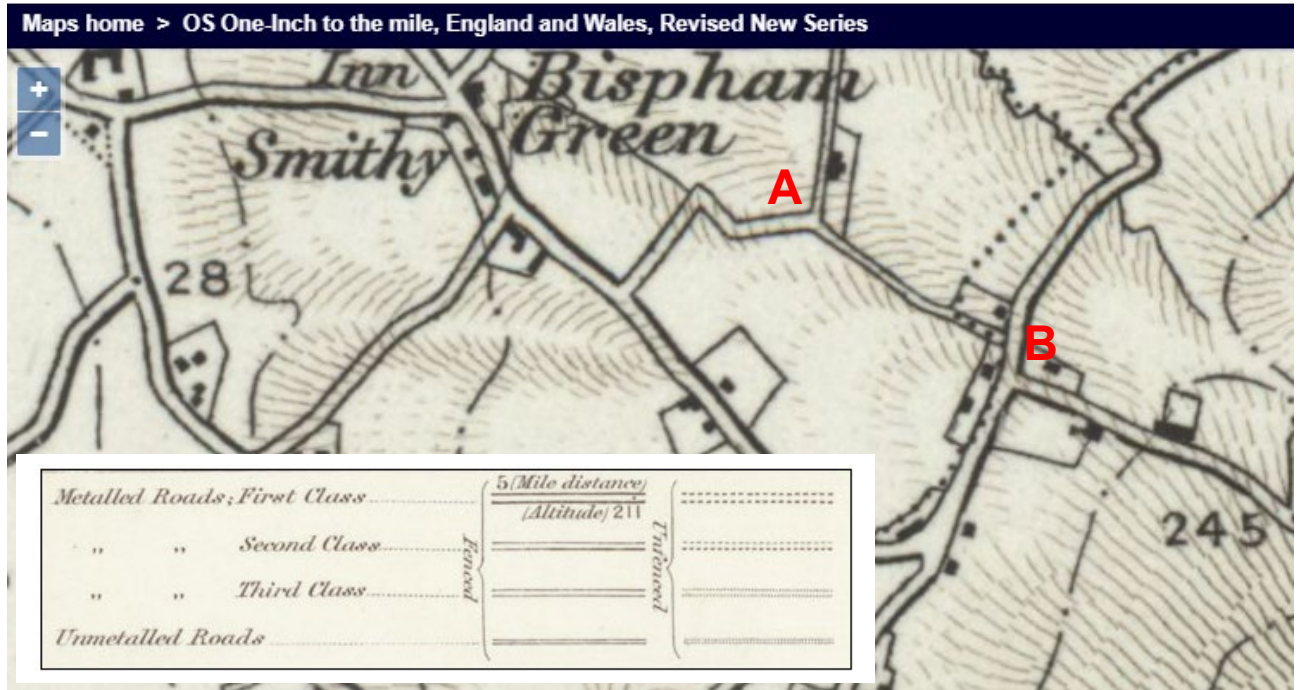 Maps home > OS One-Inch to the mile, England and Wales, Revised New Series
+
−
Inn
Bispham
Green
Smithy
A
28
B
245
Metalled Roads; First Class
5 (Mile distance)
(Altitude) 211
" " Second Class
" " Third Class
Unmetalled Roads
Fenced
Unfenced